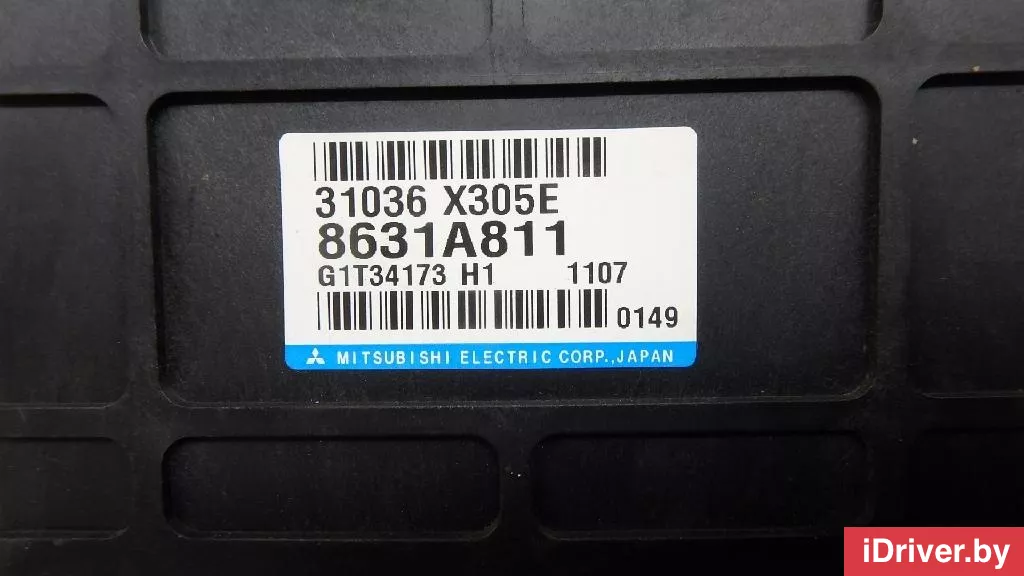 31036 X305E
8631A811
G1T34173 H1 1107
0149
MITSUBISHI ELECTRIC CORP., JAPAN
iDriver.by